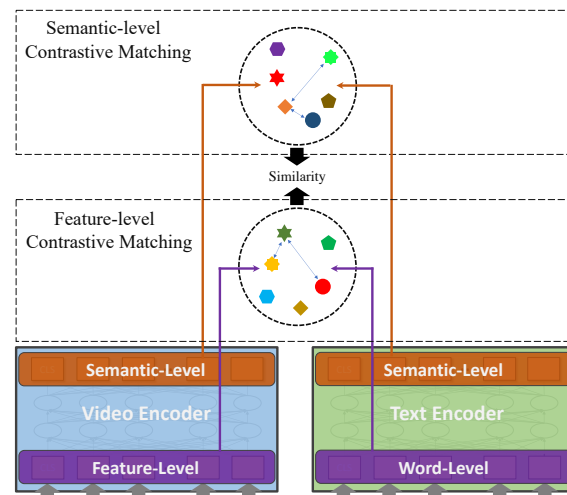 Semantic-level
Contrastive Matching
Similarity
Feature-level
Contrastive Matching
Semantic-Level
Video Encoder
Feature-Level
Semantic-Level
Text Encoder
Word-Level